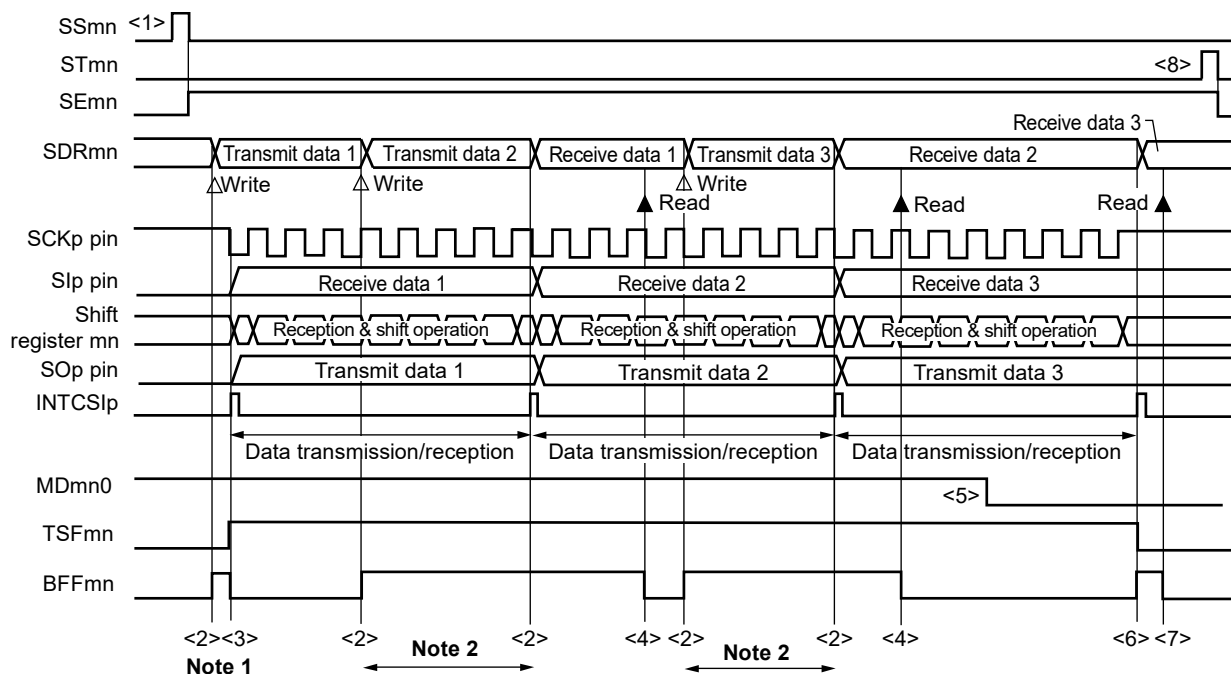 SSmn <1>
STmn <8>
SEmn
Receive data 3
SDRmn Transmit data 1 Transmit data 2 Receive data 1 Transmit data 3 Receive data 2
Write Write Read Write Read Read
SCKp pin
SIp pin Receive data 1 Receive data 2 Receive data 3
Shift
register mn Reception & shift operation Reception & shift operation Reception & shift operation
SOp pin Transmit data 1 Transmit data 2 Transmit data 3
INTCSIp
Data transmission/reception Data transmission/reception Data transmission/reception
MDmn0 <5>
TSFmn
BFFmn
<2><3> <2> <2> <4> <2> <2> <4> <6> <7>
Note 1 Note 2 Note 2